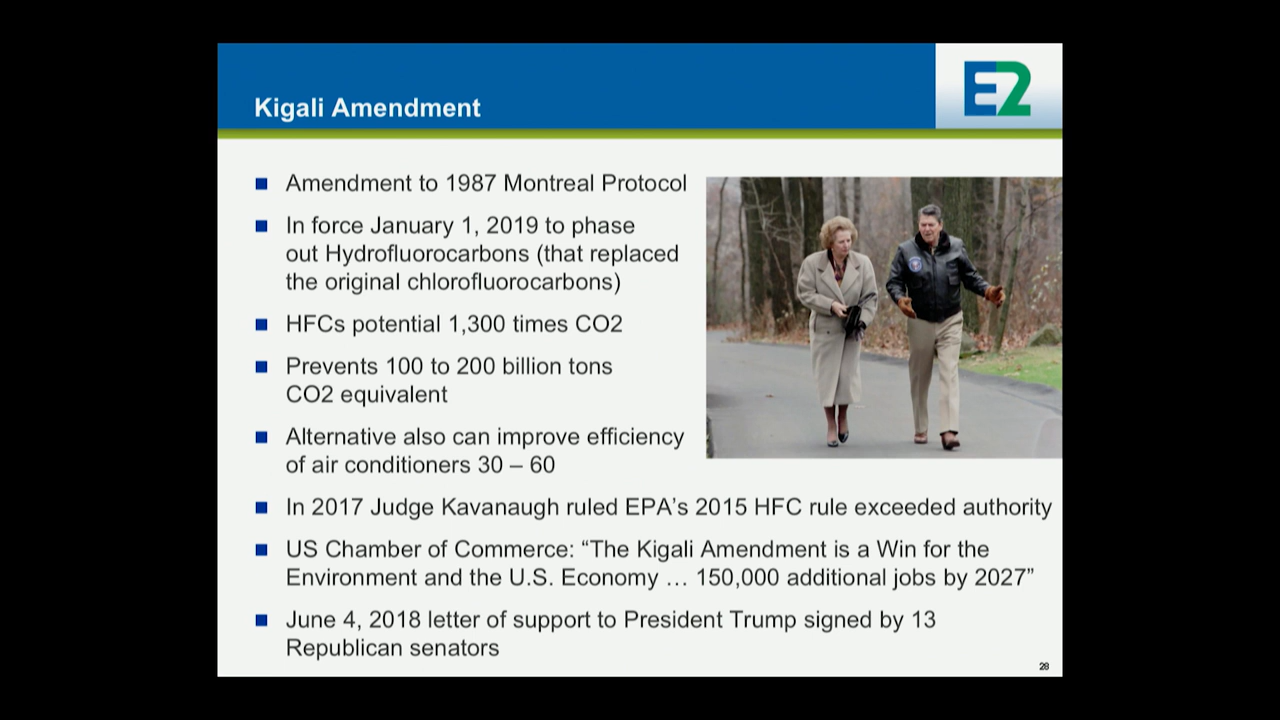 E2
Kigali Amendment
■ Amendment to 1987 Montreal Protocol
■ In force January 1, 2019 to phase
out Hydrofluorocarbons (that replaced
the original chlorofluorocarbons)
■ HFCs potential 1,300 times CO2
■ Prevents 100 to 200 billion tons
CO2 equivalent
■ Alternative also can improve efficiency
of air conditioners 30 – 60
■ In 2017 Judge Kavanaugh ruled EPA’s 2015 HFC rule exceeded authority
■ US Chamber of Commerce: “The Kigali Amendment is a Win for the
Environment and the U.S. Economy … 150,000 additional jobs by 2027”
■ June 4, 2018 letter of support to President Trump signed by 13
Republican senators
28